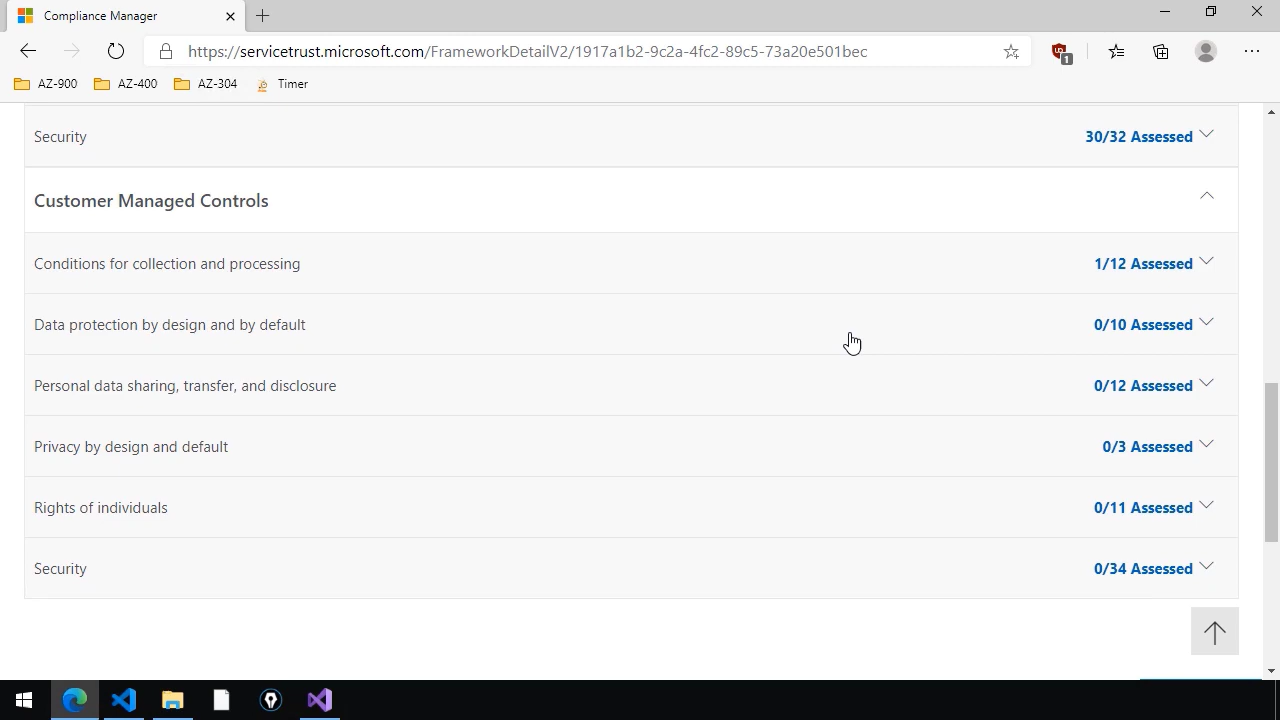 Compliance Manager
https://servicetrust.microsoft.com/FrameworkDetailV2/1917a1b2-9c2a-4fc2-89c5-73a20e501bec
1
AZ-900
AZ-400
AZ-304
Timer
Security
30/32 Assessed
Customer Managed Controls
Conditions for collection and processing
1/12 Assessed
Data protection by design and by default
0/10 Assessed
Personal data sharing, transfer, and disclosure
0/12 Assessed
Privacy by design and default
0/3 Assessed
Rights of individuals
0/11 Assessed
Security
0/34 Assessed